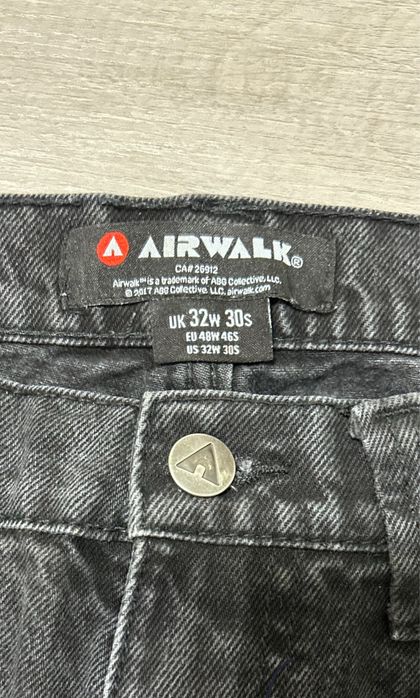 AIRWALK®
CA# 26912
Airwalk™ is a trademark of ABG Collective, LLC.
© 2017 ABG Collective, LLC. airwalk.com
UK 32W 30S
EU 48W 46S
US 32W 30S